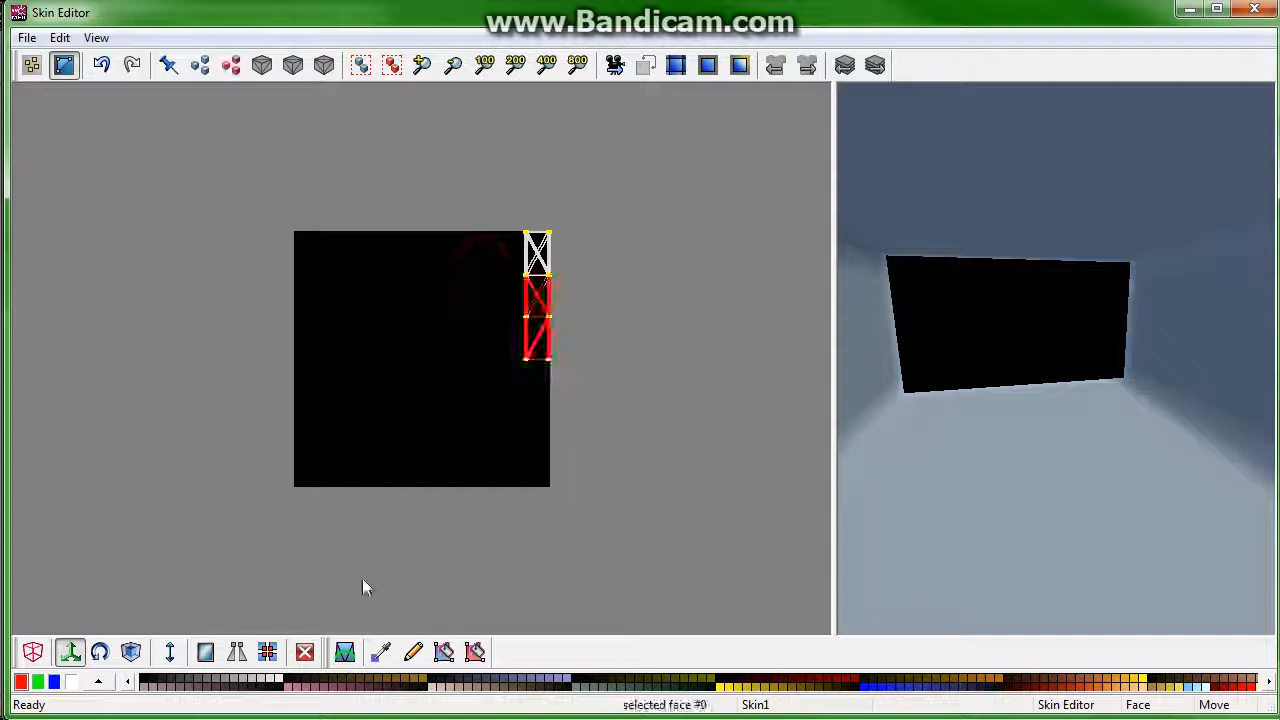 www.Bandicam.com
Skin Editor
File Edit View
100 200 400 800
Ready selected face #0 Skin1 Skin Editor Face Move